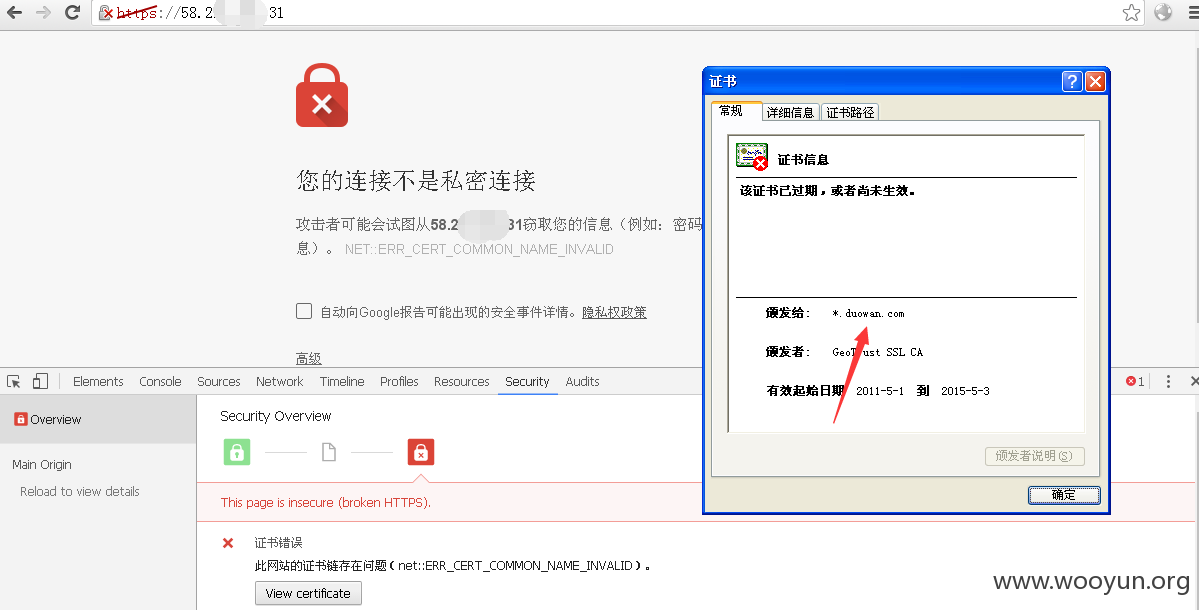 https://58.2 31
证书
常规 详细信息 证书路径
证书信息
该证书已过期，或者尚未生效。
颁发给： *.duowan.com
颁发者： GeoTrust SSL CA
有效起始日期 2011-5-1 到 2015-5-3
颁发者说明(S)
确定
您的连接不是私密连接
攻击者可能会试图从58.2 31窃取您的信息（例如：密码
息）。 NET::ERR_CERT_COMMON_NAME_INVALID
自动向Google报告可能出现的安全事件详情。隐私权政策
高级
Elements Console Sources Network Timeline Profiles Resources Security Audits 1
Overview
Main Origin
Reload to view details
Security Overview
This page is insecure (broken HTTPS).
证书错误
此网站的证书链存在问题（net::ERR_CERT_COMMON_NAME_INVALID）。
View certificate
www.wooyun.org